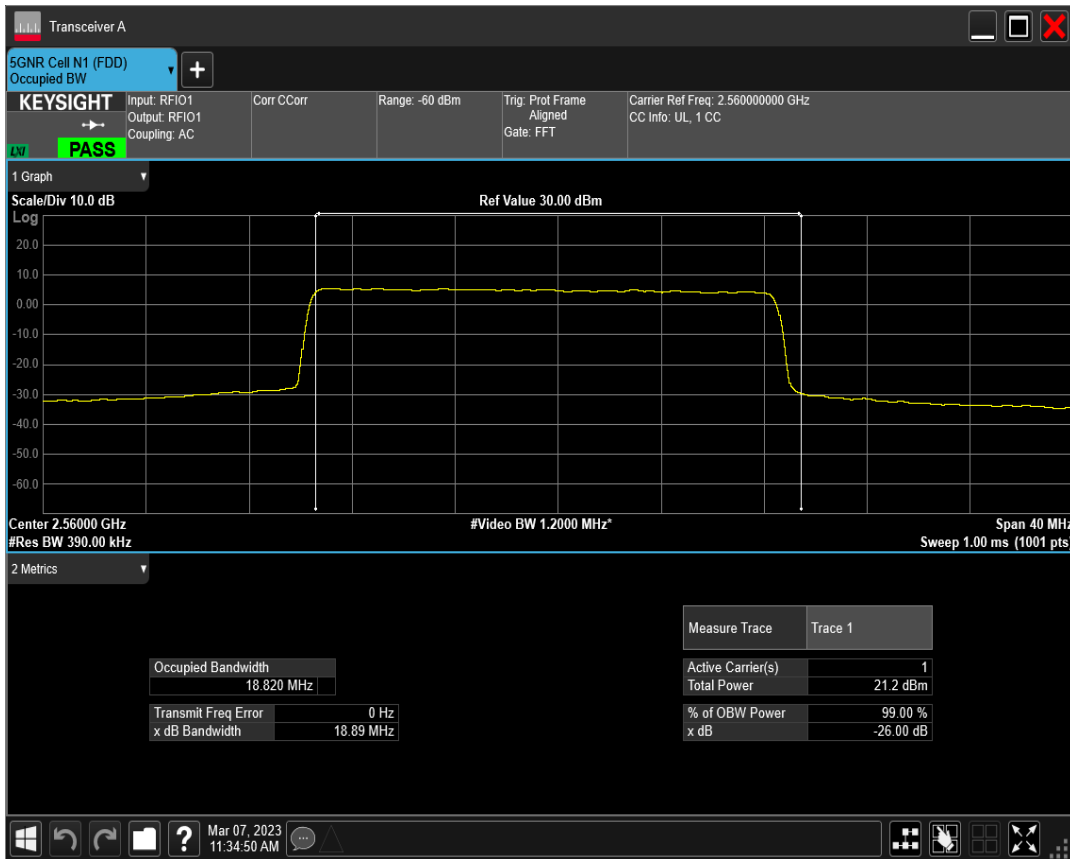 Transceiver A
5GNR Cell N1 (FDD)
Occupied BW
+
KEYSIGHT
LXI
PASS
Input: RFIO1
Output: RFIO1
Coupling: AC
Corr CCorr
Range: -60 dBm
Trig: Prot Frame
Aligned
Gate: FFT
Carrier Ref Freq: 2.560000000 GHz
CC Info: UL, 1 CC
1 Graph
Scale/Div 10.0 dB
Ref Value 30.00 dBm
Log
20.0
10.0
0.00
-10.0
-20.0
-30.0
-40.0
-50.0
-60.0
Center 2.56000 GHz
#Video BW 1.2000 MHz*
Span 40 MHz
#Res BW 390.00 kHz
Sweep 1.00 ms (1001 pts)
2 Metrics
Measure Trace Trace 1
Occupied Bandwidth
18.820 MHz
Active Carrier(s) 1
Total Power 21.2 dBm
Transmit Freq Error 0 Hz
x dB Bandwidth 18.89 MHz
% of OBW Power 99.00 %
x dB -26.00 dB
?
Mar 07, 2023
11:34:50 AM